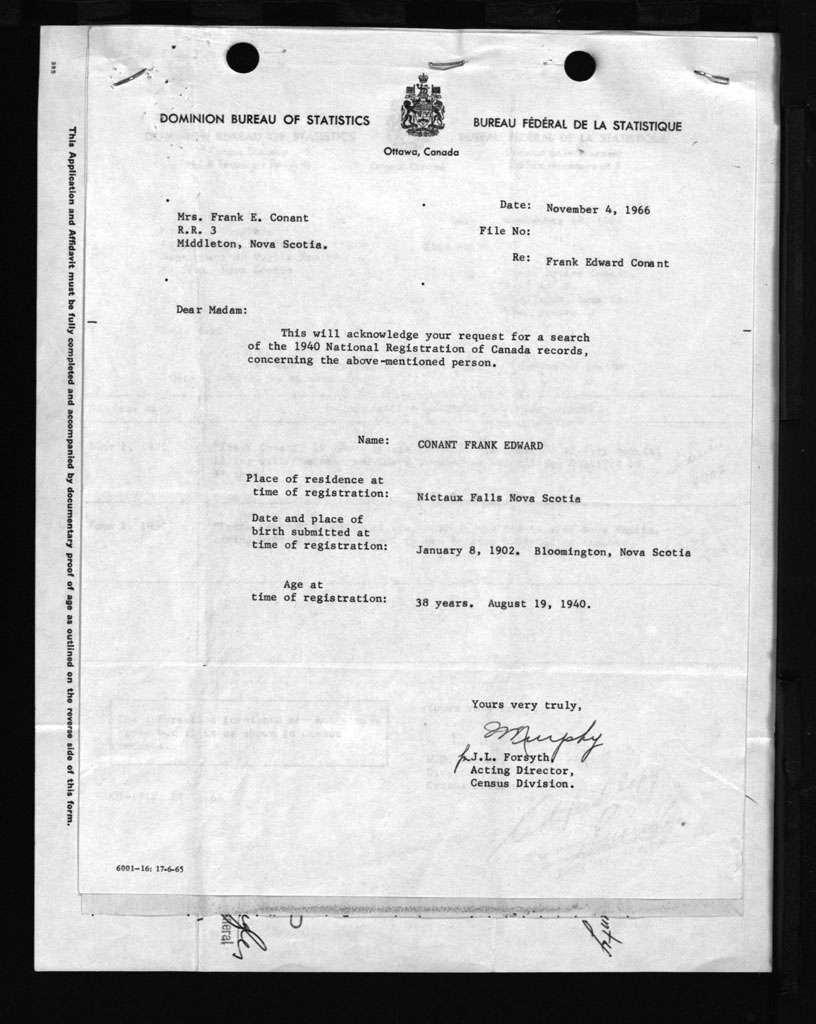 DOMINION BUREAU OF STATISTICS
BUREAU FÉDÉRAL DE LA STATISTIQUE
Ottawa, Canada
Date: November 4, 1966
Mrs. Frank E. Conant
R.R. 3
Middleton, Nova Scotia.
File No:
Re: Frank Edward Conant
Dear Madam:
This will acknowledge your request for a search
of the 1940 National Registration of Canada records,
concerning the above-mentioned person.
Name: CONANT FRANK EDWARD
Place of residence at
time of registration: Nictaux Falls Nova Scotia
Date and place of
birth submitted at
time of registration: January 8, 1902. Bloomington, Nova Scotia
Age at
time of registration: 38 years. August 19, 1940.
Yours very truly,
Murphy
for J.L. Forsyth,
Acting Director,
Census Division.
6001-16: 17-6-65
This Application and Affidavit must be fully completed and accompanied by documentary proof of age as outlined on the reverse side of this form.